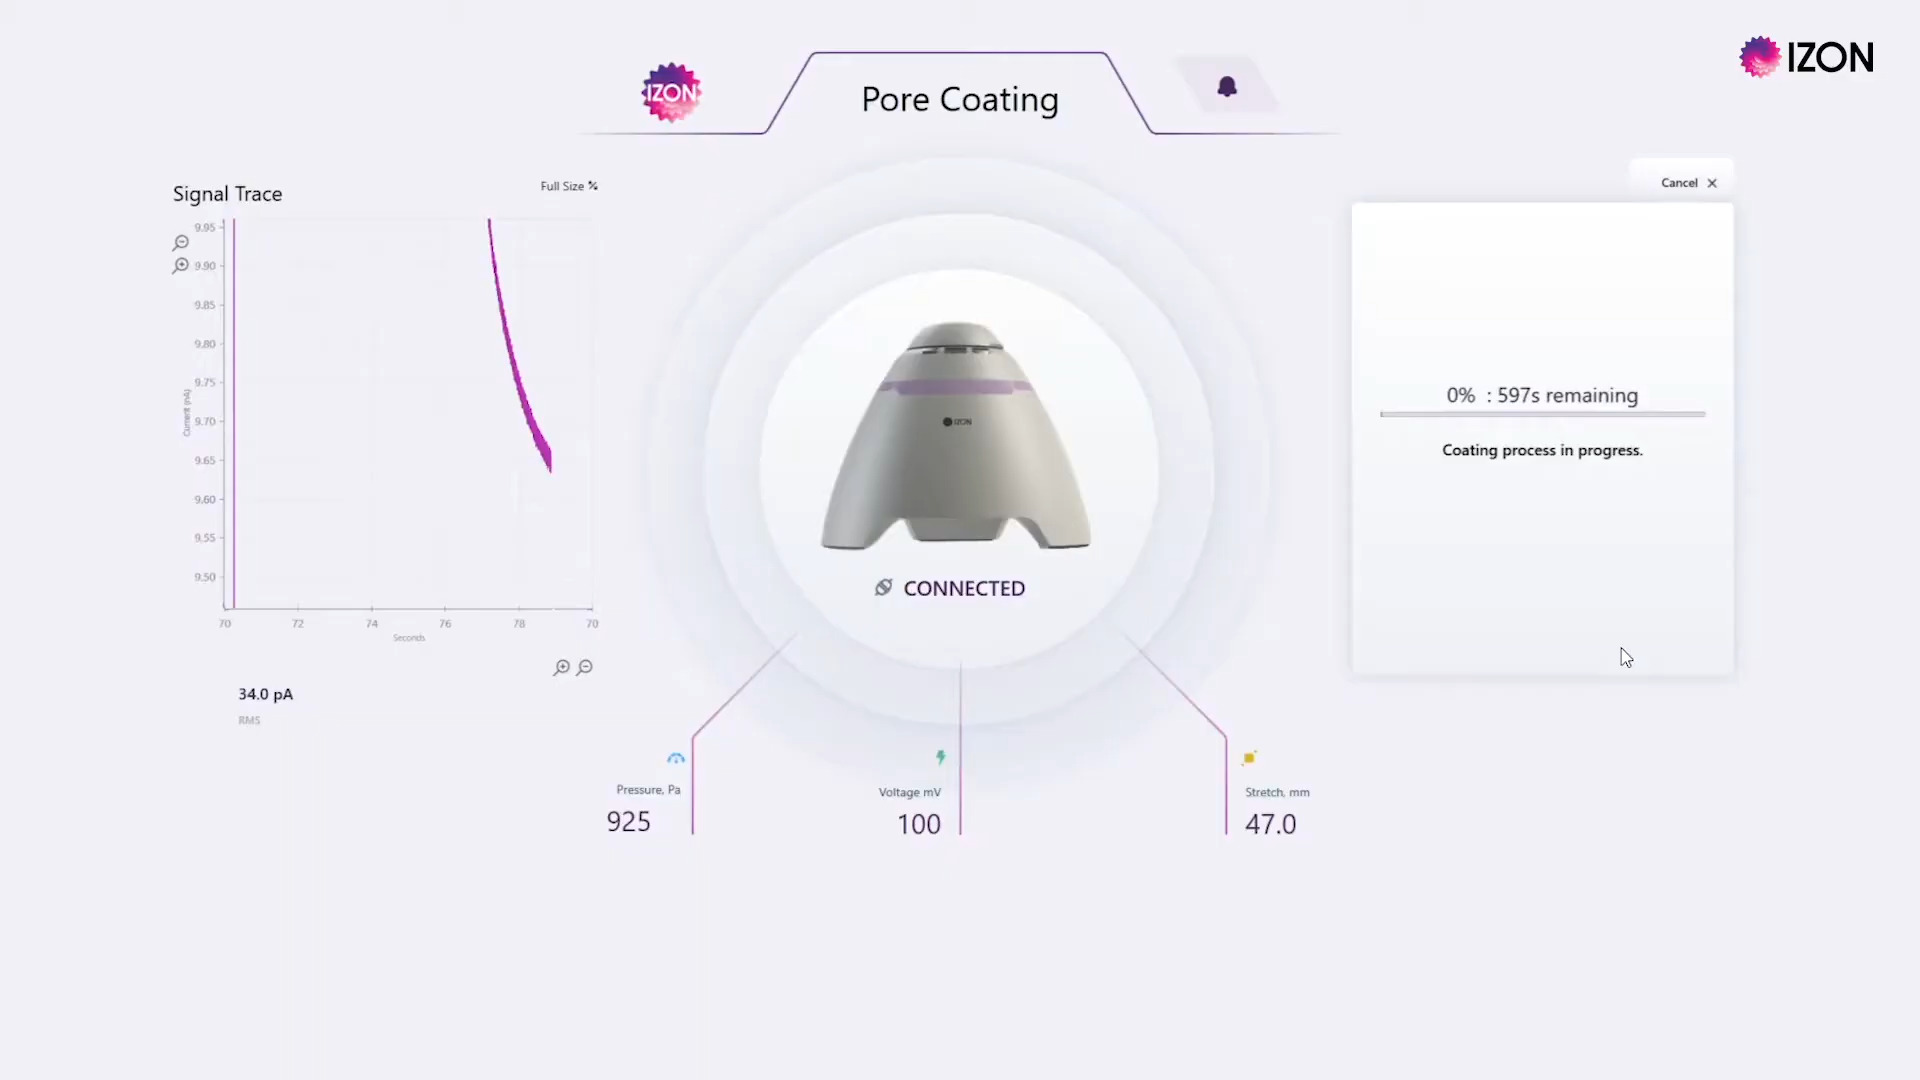 IZON
IZON
Pore Coating
Signal Trace
Full Size
Cancel
9.95
9.90
9.85
9.80
9.75
9.70
9.65
9.60
9.55
9.50
Current (nA)
70 72 74 76 78 70
Seconds
34.0 pA
RMS
IZON
CONNECTED
0% : 597s remaining
Coating process in progress.
Pressure, Pa
925
Voltage mV
100
Stretch, mm
47.0